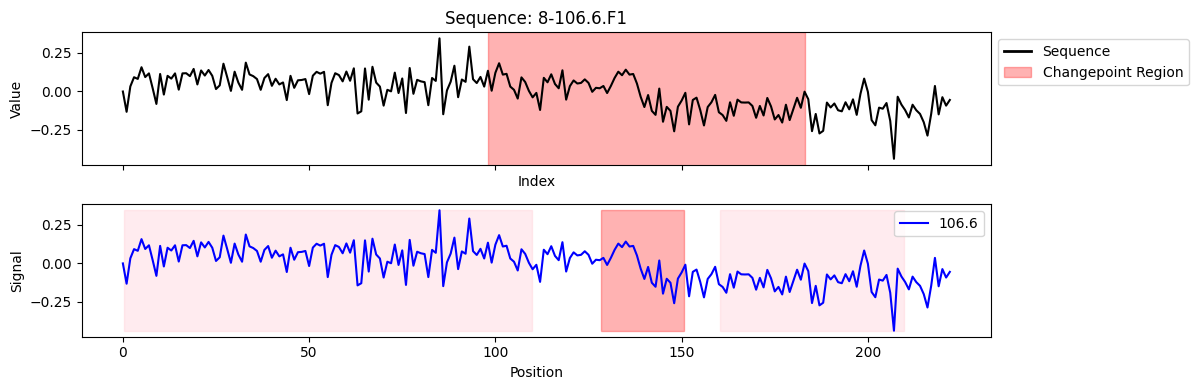 Sequence: 8-106.6.F1
0.25
0.00
−0.25
Value
Index
Sequence
Changepoint Region
0.25
0.00
−0.25
Signal
106.6
0
50
100
150
200
Position